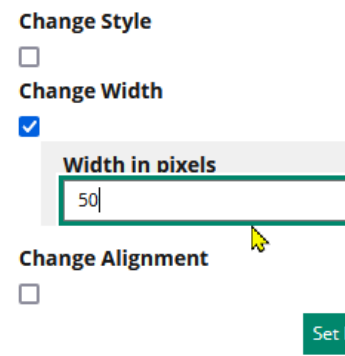 Change Style
Change Width
Width in pixels
50
Change Alignment
Set